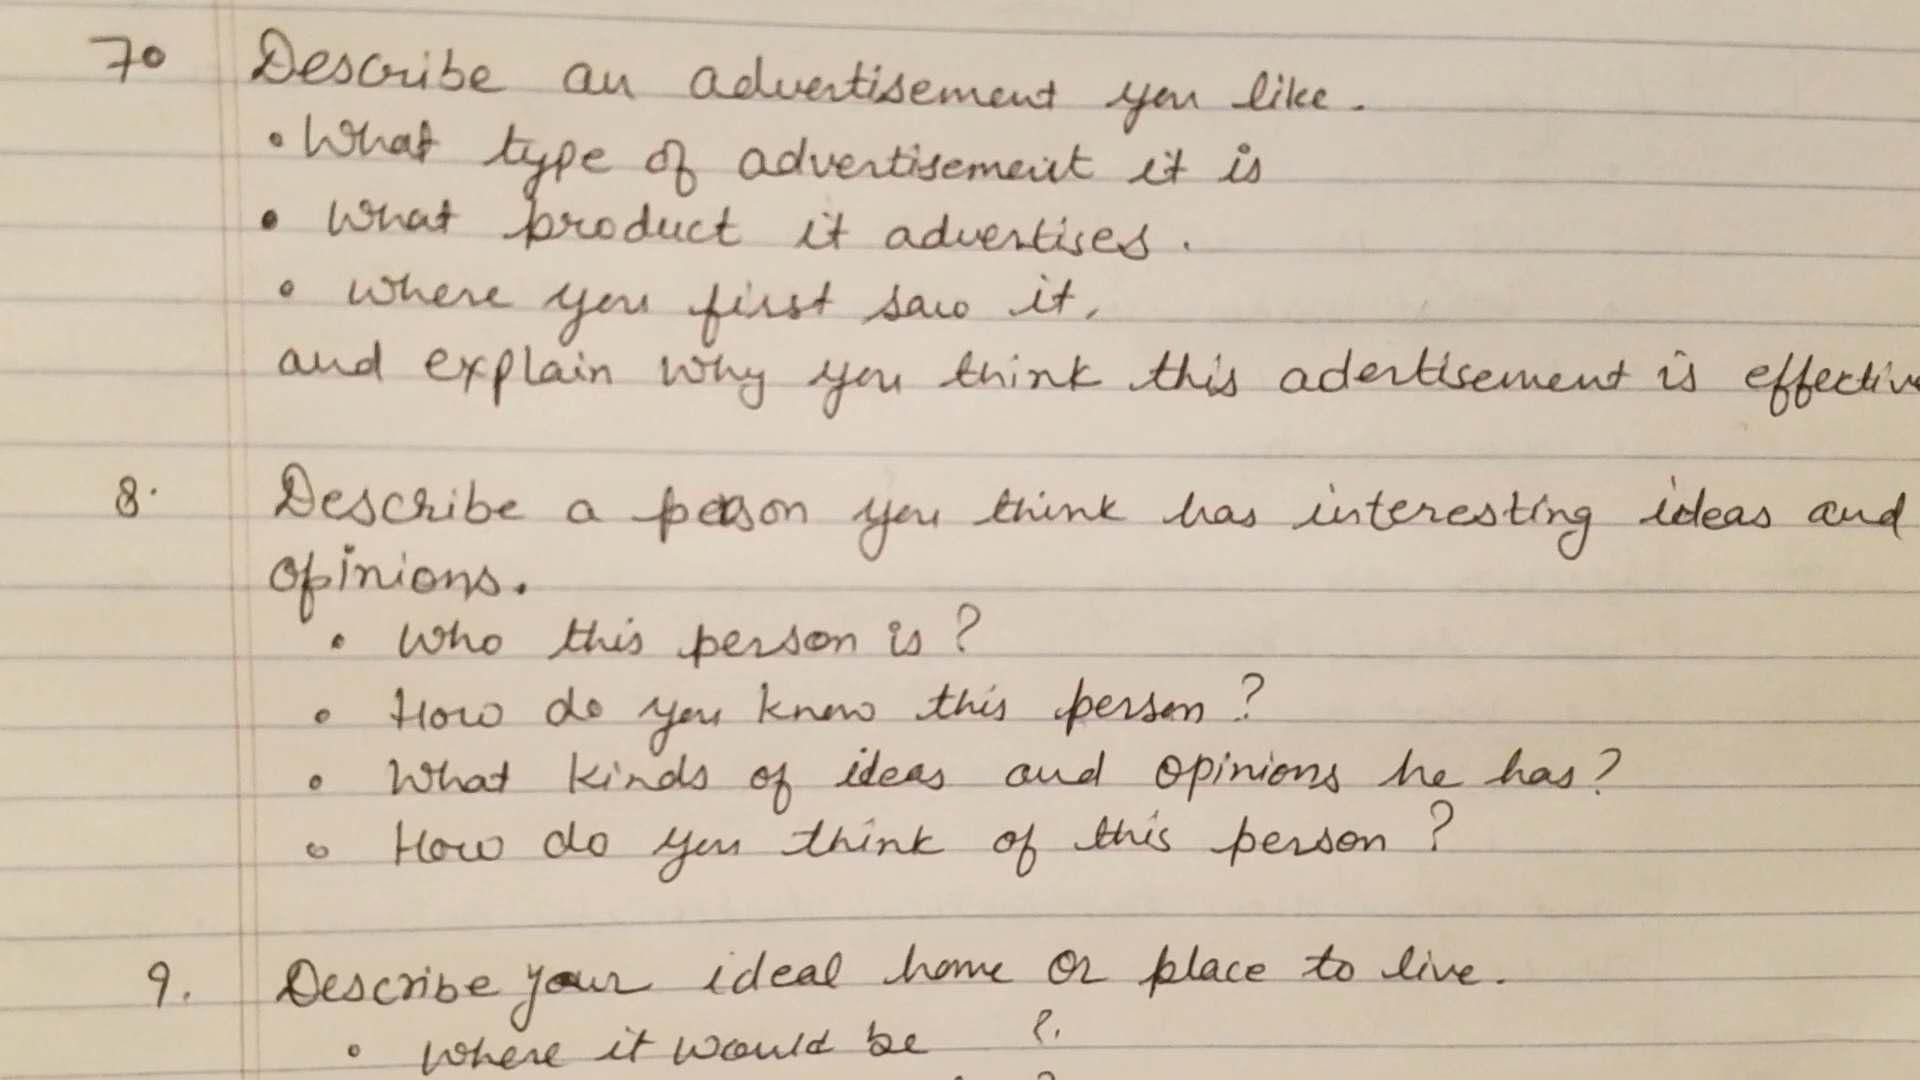 70 Describe an advertisement you like.
• What type of advertisement it is
• What product it advertises.
• where you first saw it,
and explain why you think this adertisement is effective
8. Describe a person you think has interesting ideas and
opinions.
• Who this person is?
• How do you know this person?
• What kinds of ideas and opinions he has?
• How do you think of this person?
9. Describe your ideal home or place to live.
• where it would be ?.